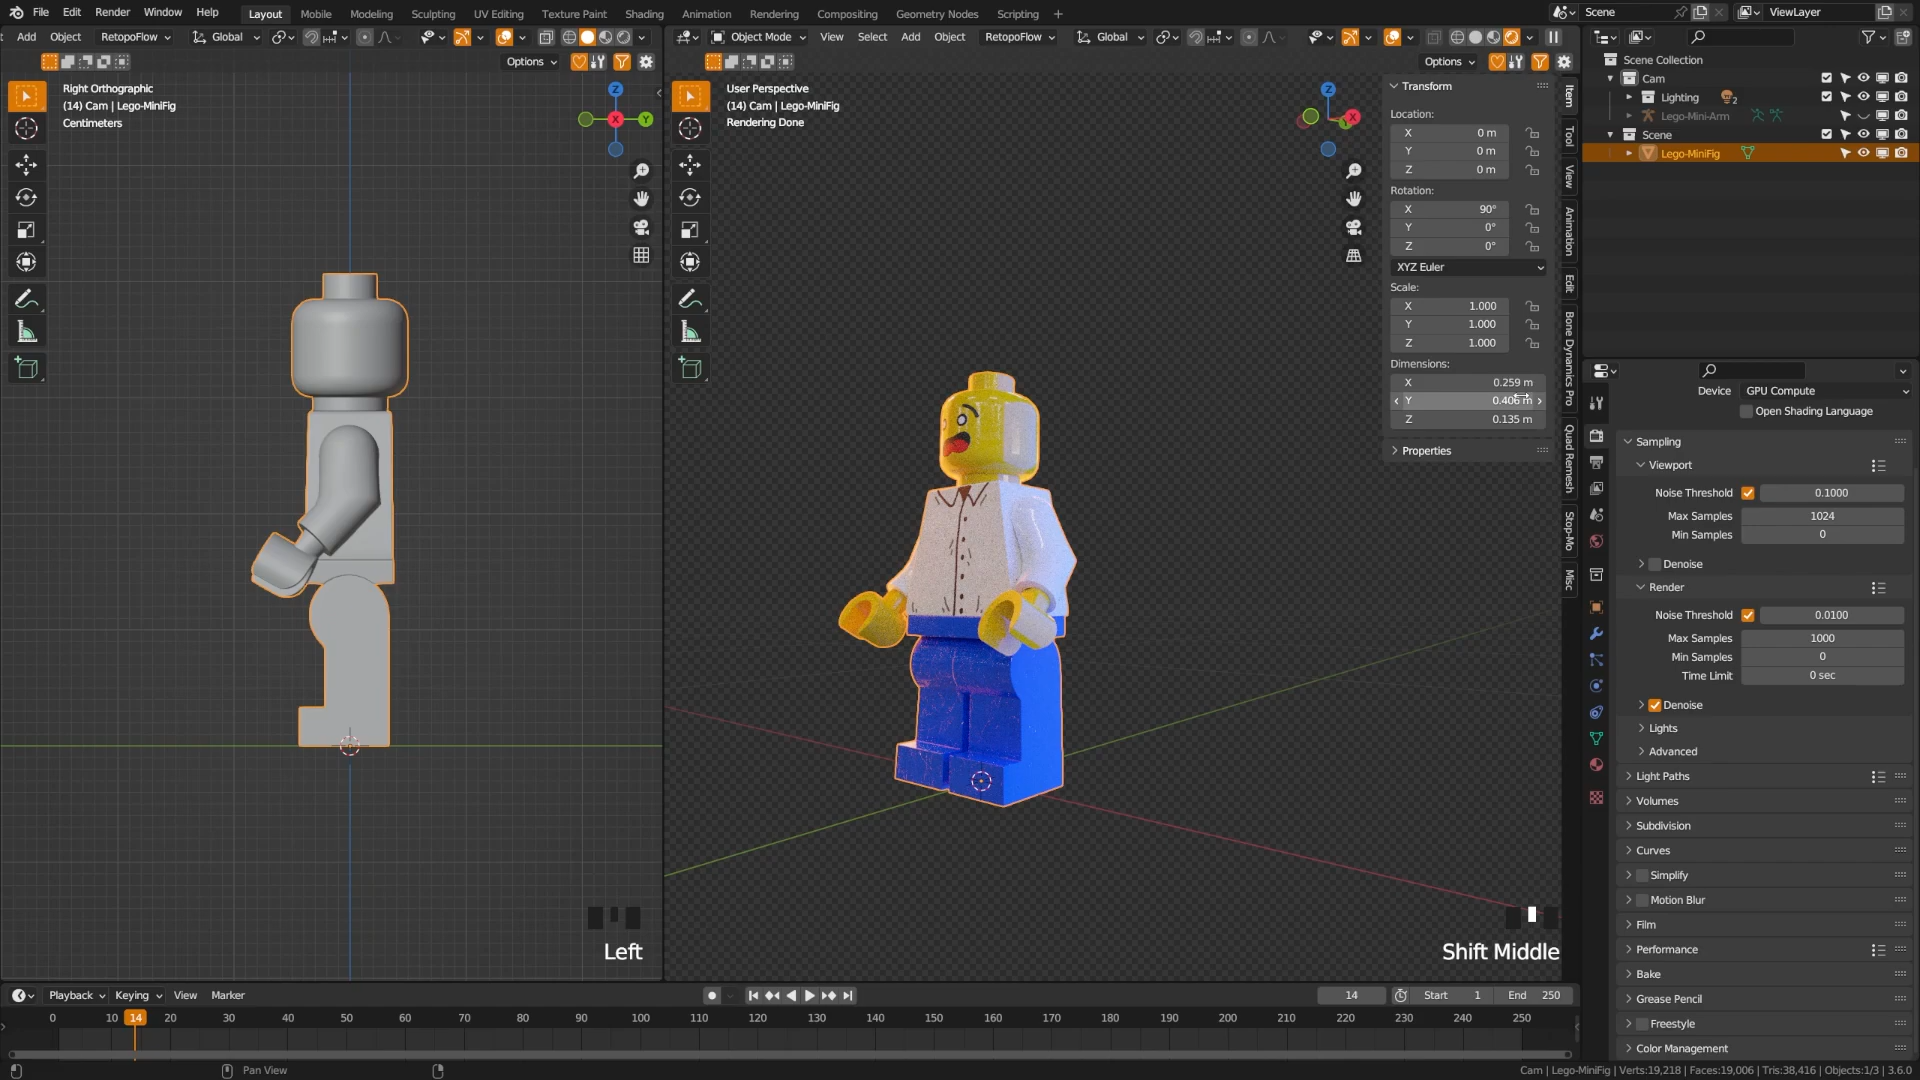 File Edit Render Window Help Layout Mobile Modeling Sculpting UV Editing Texture Paint Shading Animation Rendering Compositing Geometry Nodes Scripting + Scene ViewLayer
Add Object RetopoFlow Global Object Mode View Select Add Object RetopoFlow Global
Options Options
Right Orthographic
(14) Cam | Lego-MiniFig
Centimeters
Z
X
Y
User Perspective
(14) Cam | Lego-MiniFig
Rendering Done
Z
X
Y
Transform
Location:
X 0 m
Y 0 m
Z 0 m
Rotation:
X 90°
Y 0°
Z 0°
XYZ Euler
Scale:
X 1.000
Y 1.000
Z 1.000
Dimensions:
X 0.259 m
Y 0.406 m
Z 0.135 m
Properties
Item
Tool
View
Animation
Edit
Bone Dynamics Pro
Quad Remesh
Stop-Mo
Misc
Scene Collection
Cam
Lighting 2
Lego-Mini-Arm
Scene
Lego-MiniFig
Device GPU Compute
Open Shading Language
Sampling
Viewport
Noise Threshold 0.1000
Max Samples 1024
Min Samples 0
Denoise
Render
Noise Threshold 0.0100
Max Samples 1000
Min Samples 0
Time Limit 0 sec
Denoise
Lights
Advanced
Light Paths
Volumes
Subdivision
Curves
Simplify
Motion Blur
Film
Performance
Bake
Grease Pencil
Freestyle
Color Management
Left
Shift Middle
Playback Keying View Marker 14 Start 1 End 250
0 10 14 20 30 40 50 60 70 80 90 100 110 120 130 140 150 160 170 180 190 200 210 220 230 240 250
Pan View
Cam | Lego-MiniFig | Verts:19,218 | Faces:19,006 | Tris:38,416 | Objects:1/3 | 3.6.0